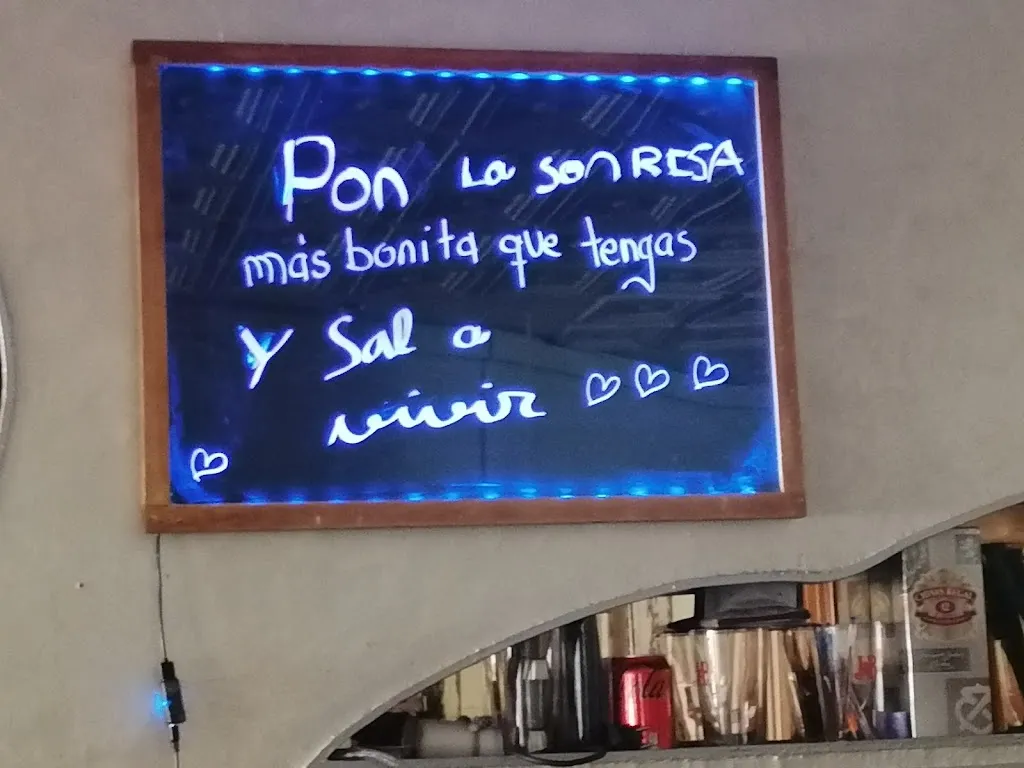 Pon La sonRISA
más bonita que tengas
y Sal a
vivir